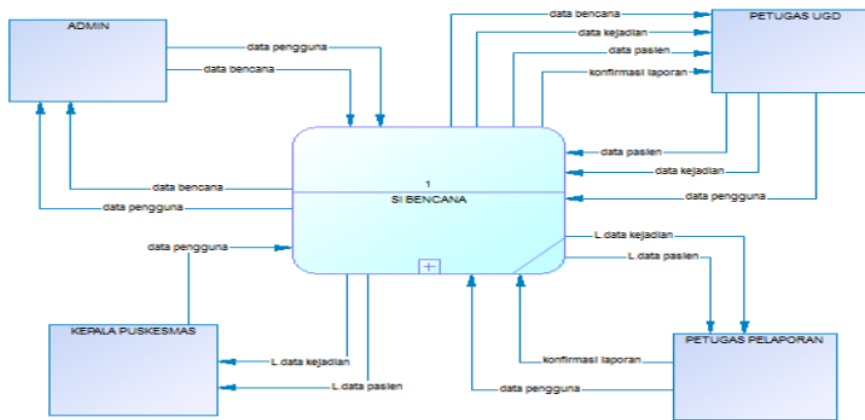 ADMIN
data pengguna
data bencana
data bencana
data kejadian
data pasien
konfirmasi laporan
PETUGAS UGD
data pasien
data kejadian
data pengguna
1
SI BENCANA
data bencana
data pengguna
data pengguna
L.data kejadian
L.data pasien
KEPALA PUSKESMAS
L.data kejadian
L.data pasien
PETUGAS PELAPORAN
konfirmasi laporan
data pengguna